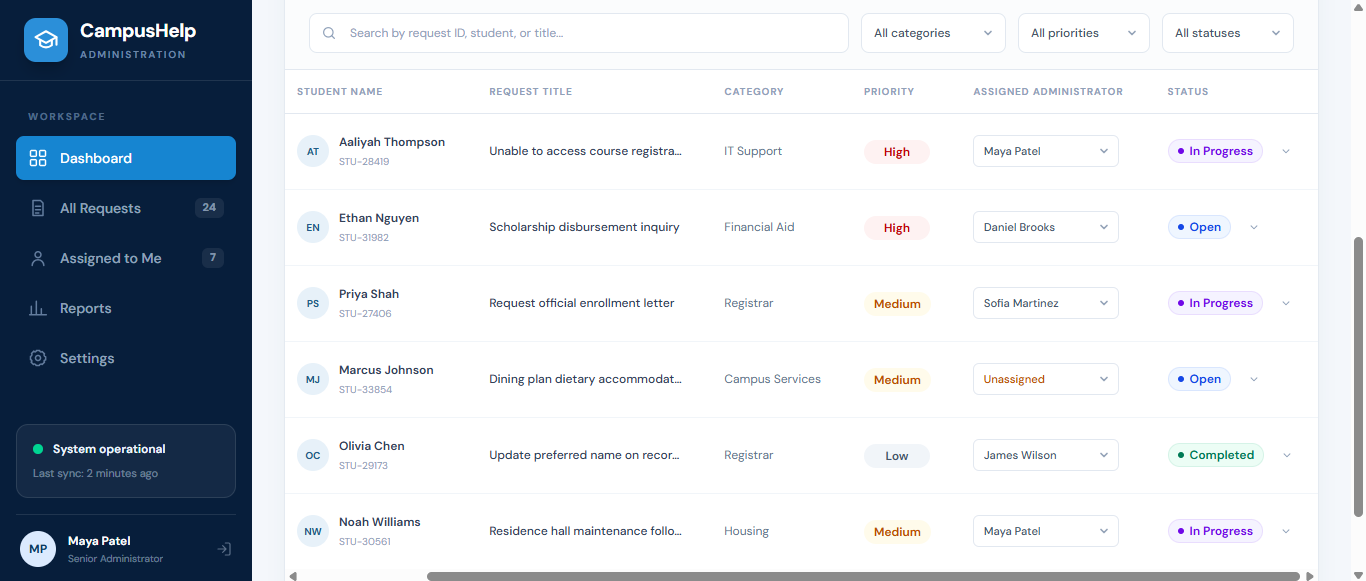 CampusHelp
ADMINISTRATION
WORKSPACE
Dashboard
All Requests 24
Assigned to Me 7
Reports
Settings
System operational
Last sync: 2 minutes ago
MP Maya Patel
Senior Administrator
Search by request ID, student, or title...
All categories All priorities All statuses
STUDENT NAME REQUEST TITLE CATEGORY PRIORITY ASSIGNED ADMINISTRATOR STATUS
AT Aaliyah Thompson Unable to access course registra... IT Support High Maya Patel In Progress
STU-28419
EN Ethan Nguyen Scholarship disbursement inquiry Financial Aid High Daniel Brooks Open
STU-31982
PS Priya Shah Request official enrollment letter Registrar Medium Sofia Martinez In Progress
STU-27406
MJ Marcus Johnson Dining plan dietary accommodat... Campus Services Medium Unassigned Open
STU-33854
OC Olivia Chen Update preferred name on recor... Registrar Low James Wilson Completed
STU-29173
NW Noah Williams Residence hall maintenance follo... Housing Medium Maya Patel In Progress
STU-30561